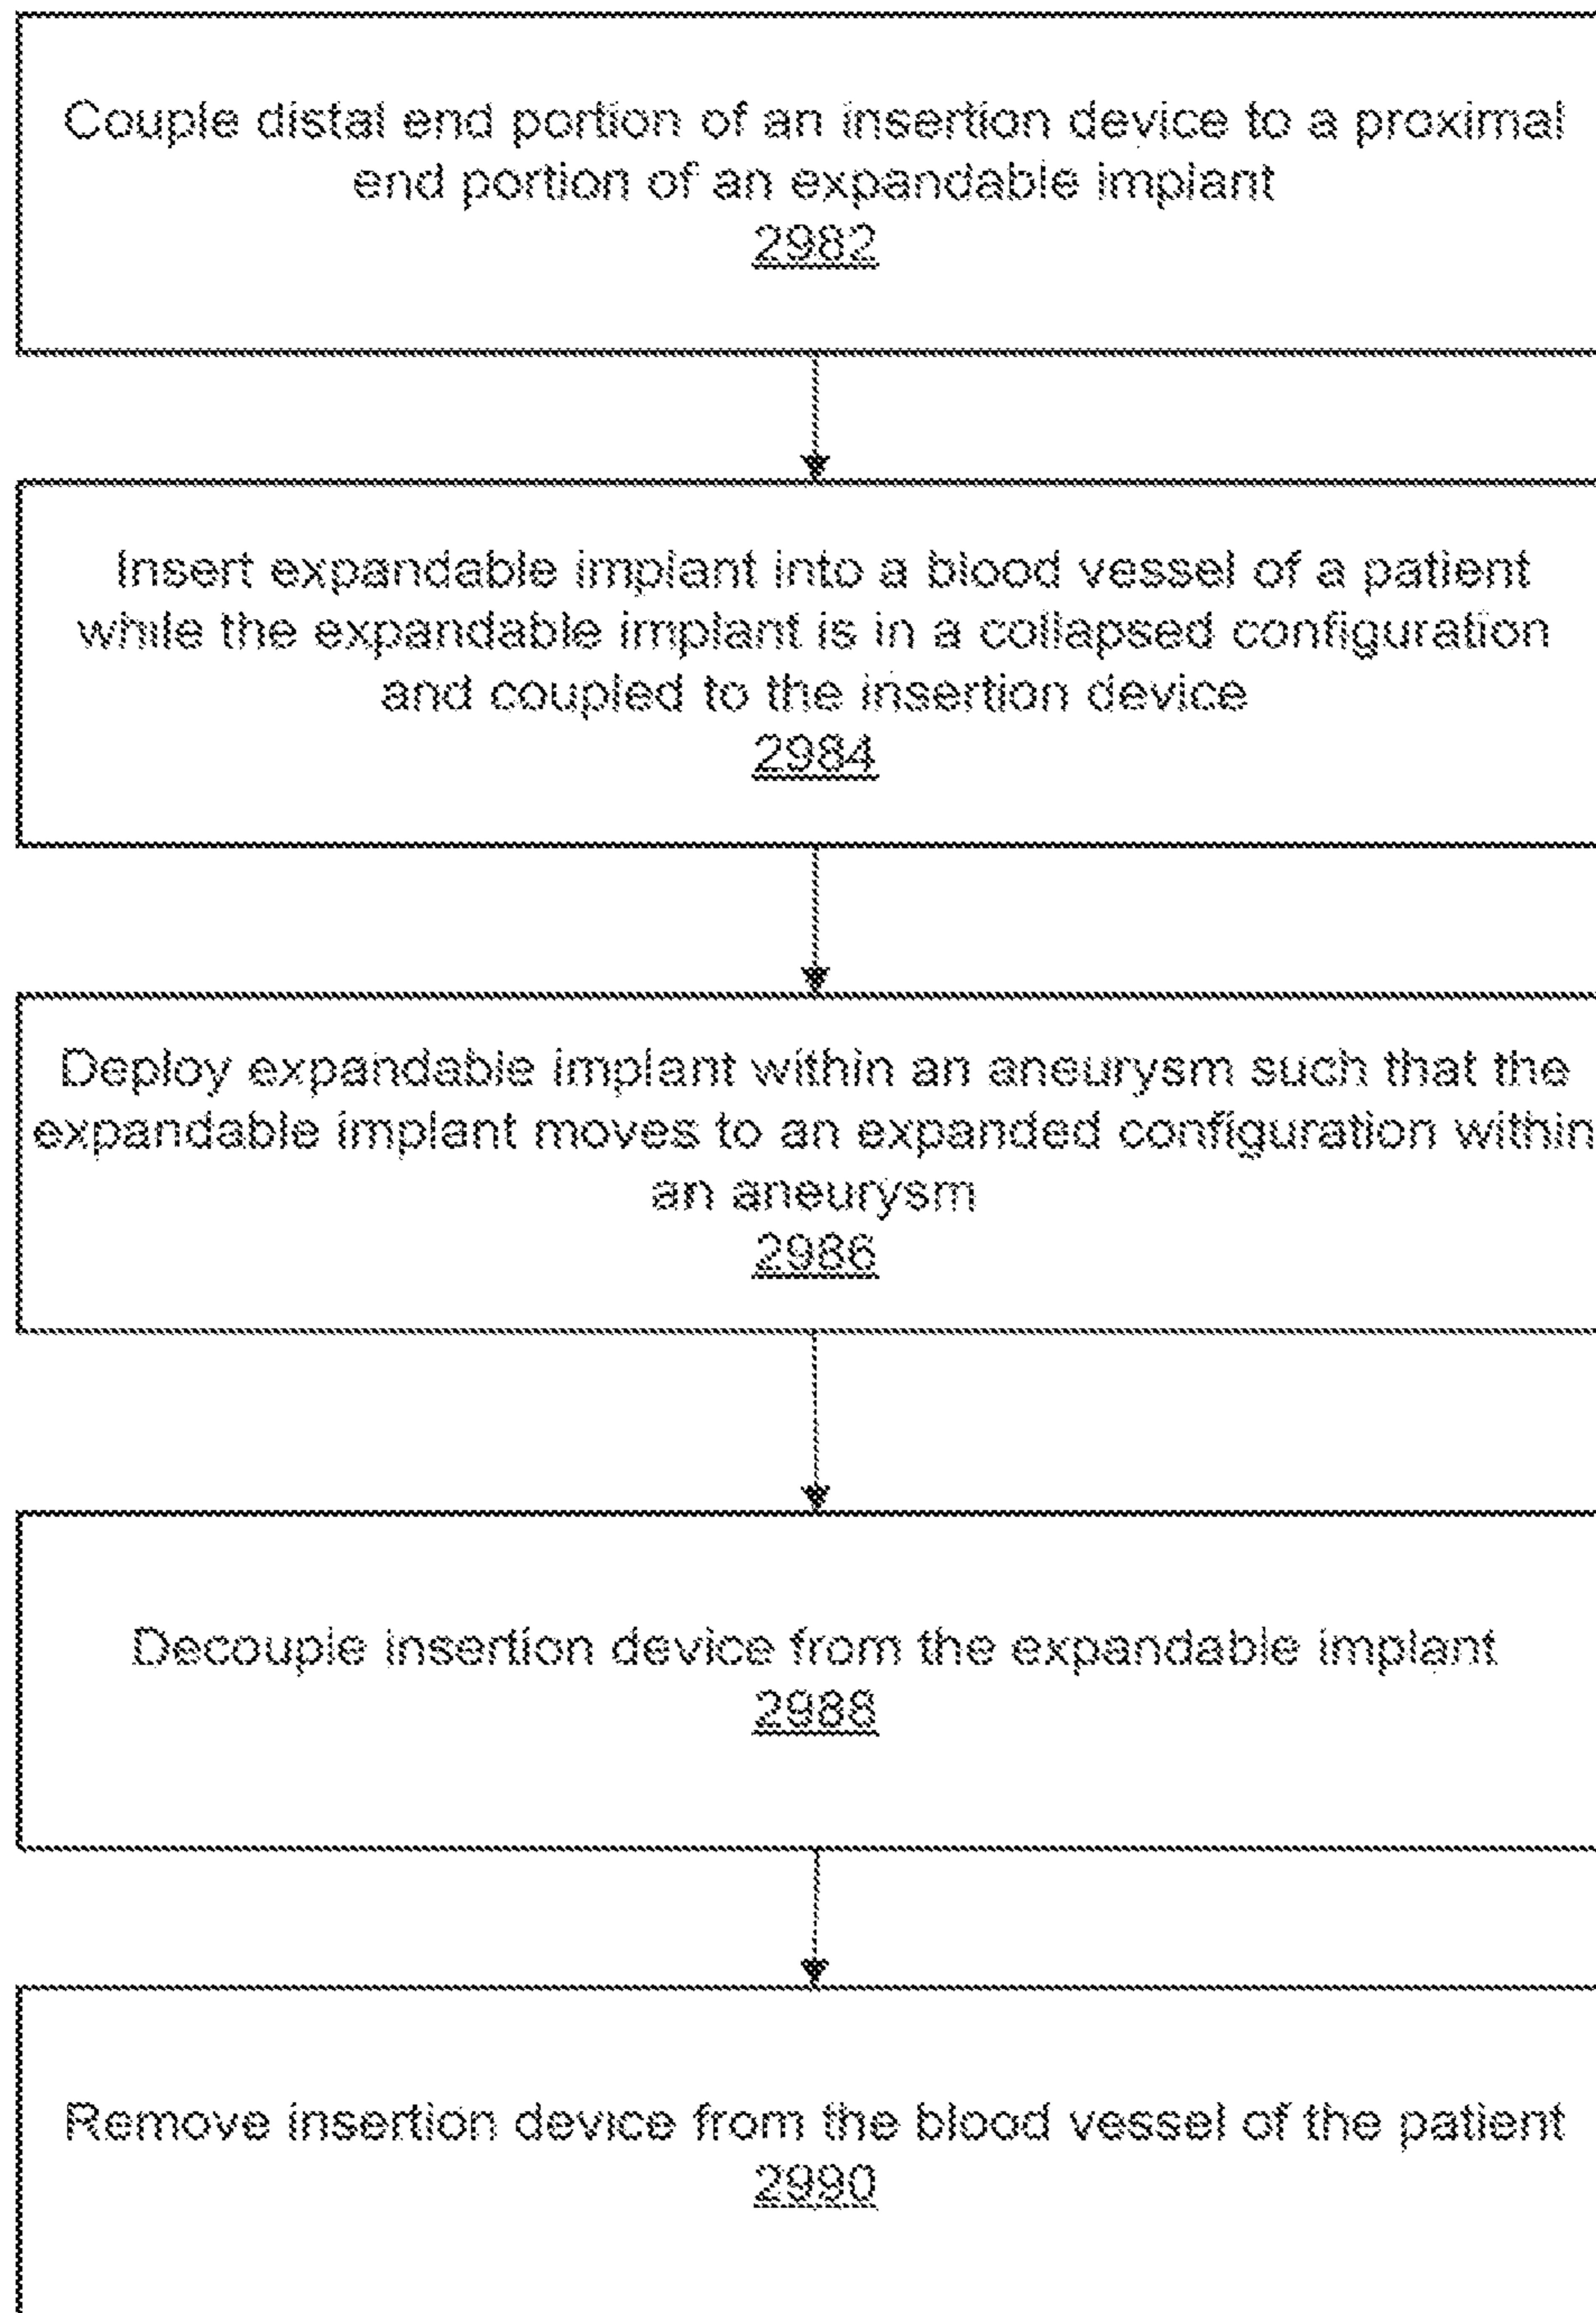 Couple distal end portion of an insertion device to a proximal
end portion of an expandable implant
2982
Insert expandable implant into a blood vessel of a patient
while the expandable implant is in a collapsed configuration
and coupled to the insertion device
2984
Deploy expandable implant within an aneurysm such that the
expandable implant moves to an expanded configuration within
an aneurysm
2986
Decouple insertion device from the expandable implant
2988
Remove insertion device from the blood vessel of the patient
2990